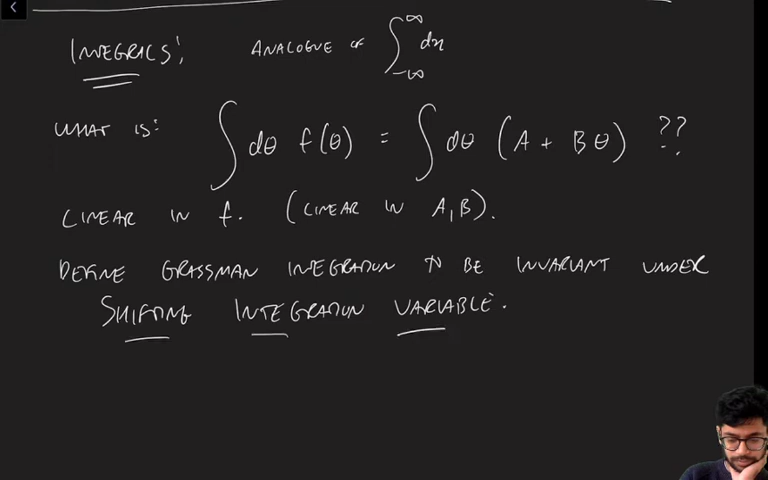 INTEGRALS: ANALOGUE OF ∫_{-∞}^{∞} dx
WHAT IS: ∫ dθ f(θ) = ∫ dθ (A + Bθ) ??
LINEAR IN f. (LINEAR IN A, B).
DEFINE GRASSMAN INTEGRATION TO BE INVARIANT UNDER
SHIFTING INTEGRATION VARIABLE.